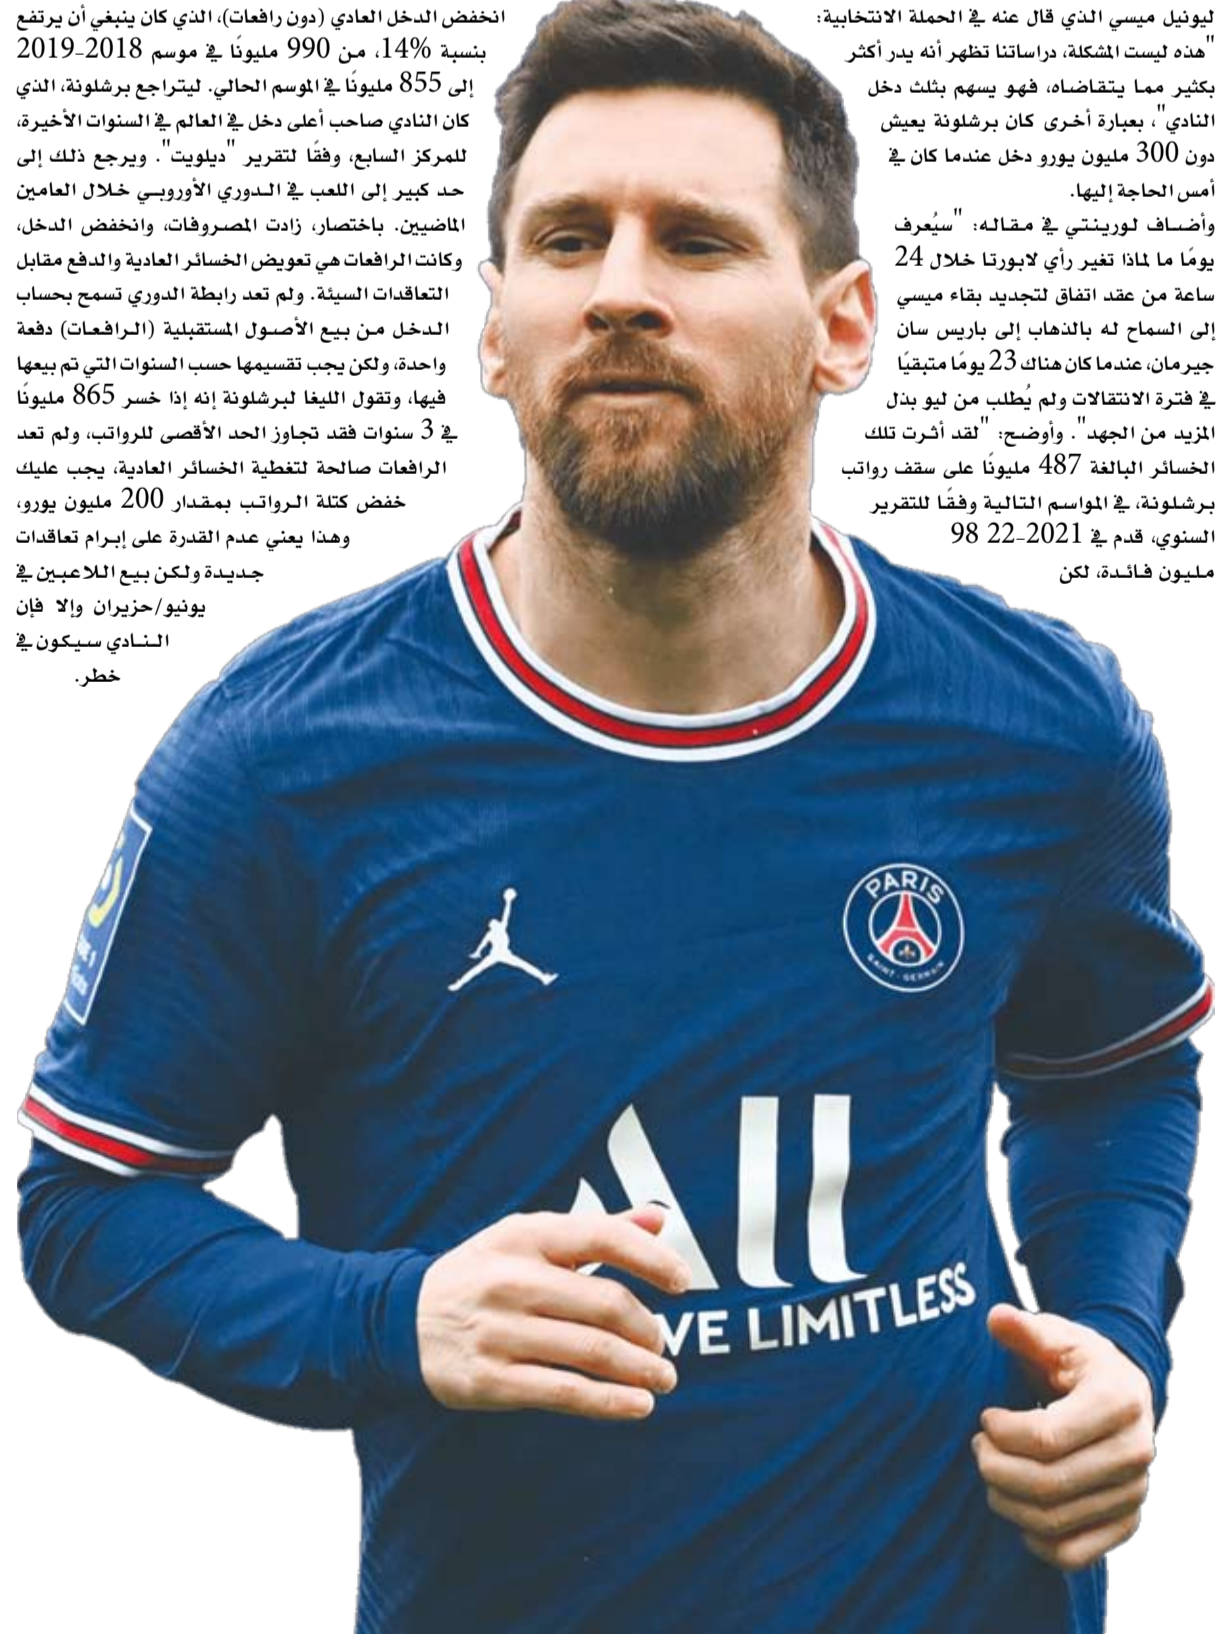 ليونيل ميسي الذي قال عنه في الحملة الانتخابية:
"هذه ليست المشكلة، دراساتنا تظهر أنه يدر أكثر
بكثير مما يتقاضاه، فهو يسهم بثلث دخل
النادي"، بعبارة أخرى كان برشلونة يعيش
دون 300 مليون يورو دخل عندما كان في
أمس الحاجة إليها.
وأضاف لورينتي في مقاله: "سيُعرف
يومًا ما لماذا تغير رأي لابورتا خلال 24
ساعة من عقد اتفاق لتجديد بقاء ميسي
إلى السماح له بالذهاب إلى باريس سان
جيرمان، عندما كان هناك 23 يومًا متبقيًا
في فترة الانتقالات ولم يُطلب من ليو بذل
المزيد من الجهد". وأوضح: "لقد أثرت تلك
الخسائر البالغة 487 مليونًا على سقف رواتب
برشلونة، في المواسم التالية وفقًا للتقرير
السنوي، قدم في 2021-22 98
مليون فائدة، لكن
انخفض الدخل العادي (دون رافعات)، الذي كان ينبغي أن يرتفع
بنسبة 14%، من 990 مليونًا في موسم 2018-2019
إلى 855 مليونًا في الموسم الحالي. ليتراجع برشلونة، الذي
كان النادي صاحب أعلى دخل في العالم في السنوات الأخيرة،
للمركز السابع، وفقًا لتقرير "ديلويت". ويرجع ذلك إلى
حد كبير إلى اللعب في الدوري الأوروبي خلال العامين
الماضيين. باختصار، زادت المصروفات، وانخفض الدخل،
وكانت الرافعات هي تعويض الخسائر العادية والدفع مقابل
التعاقدات السيئة. ولم تعد رابطة الدوري تسمح بحساب
الدخل من بيع الأصول المستقبلية (الرافعات) دفعة
واحدة، ولكن يجب تقسيمها حسب السنوات التي تم بيعها
فيها، وتقول الليغا لبرشلونة إنه إذا خسر 865 مليونًا
في 3 سنوات فقد تجاوز الحد الأقصى للرواتب، ولم تعد
الرافعات صالحة لتغطية الخسائر العادية، يجب عليك
خفض كتلة الرواتب بمقدار 200 مليون يورو،
وهذا يعني عدم القدرة على إبرام تعاقدات
جديدة ولكن بيع اللاعبين في
يونيو/حزيران وإلا فإن
النادي سيكون في
خطر.
PARIS
SAINT-GERMAIN
All
LIMITLESS